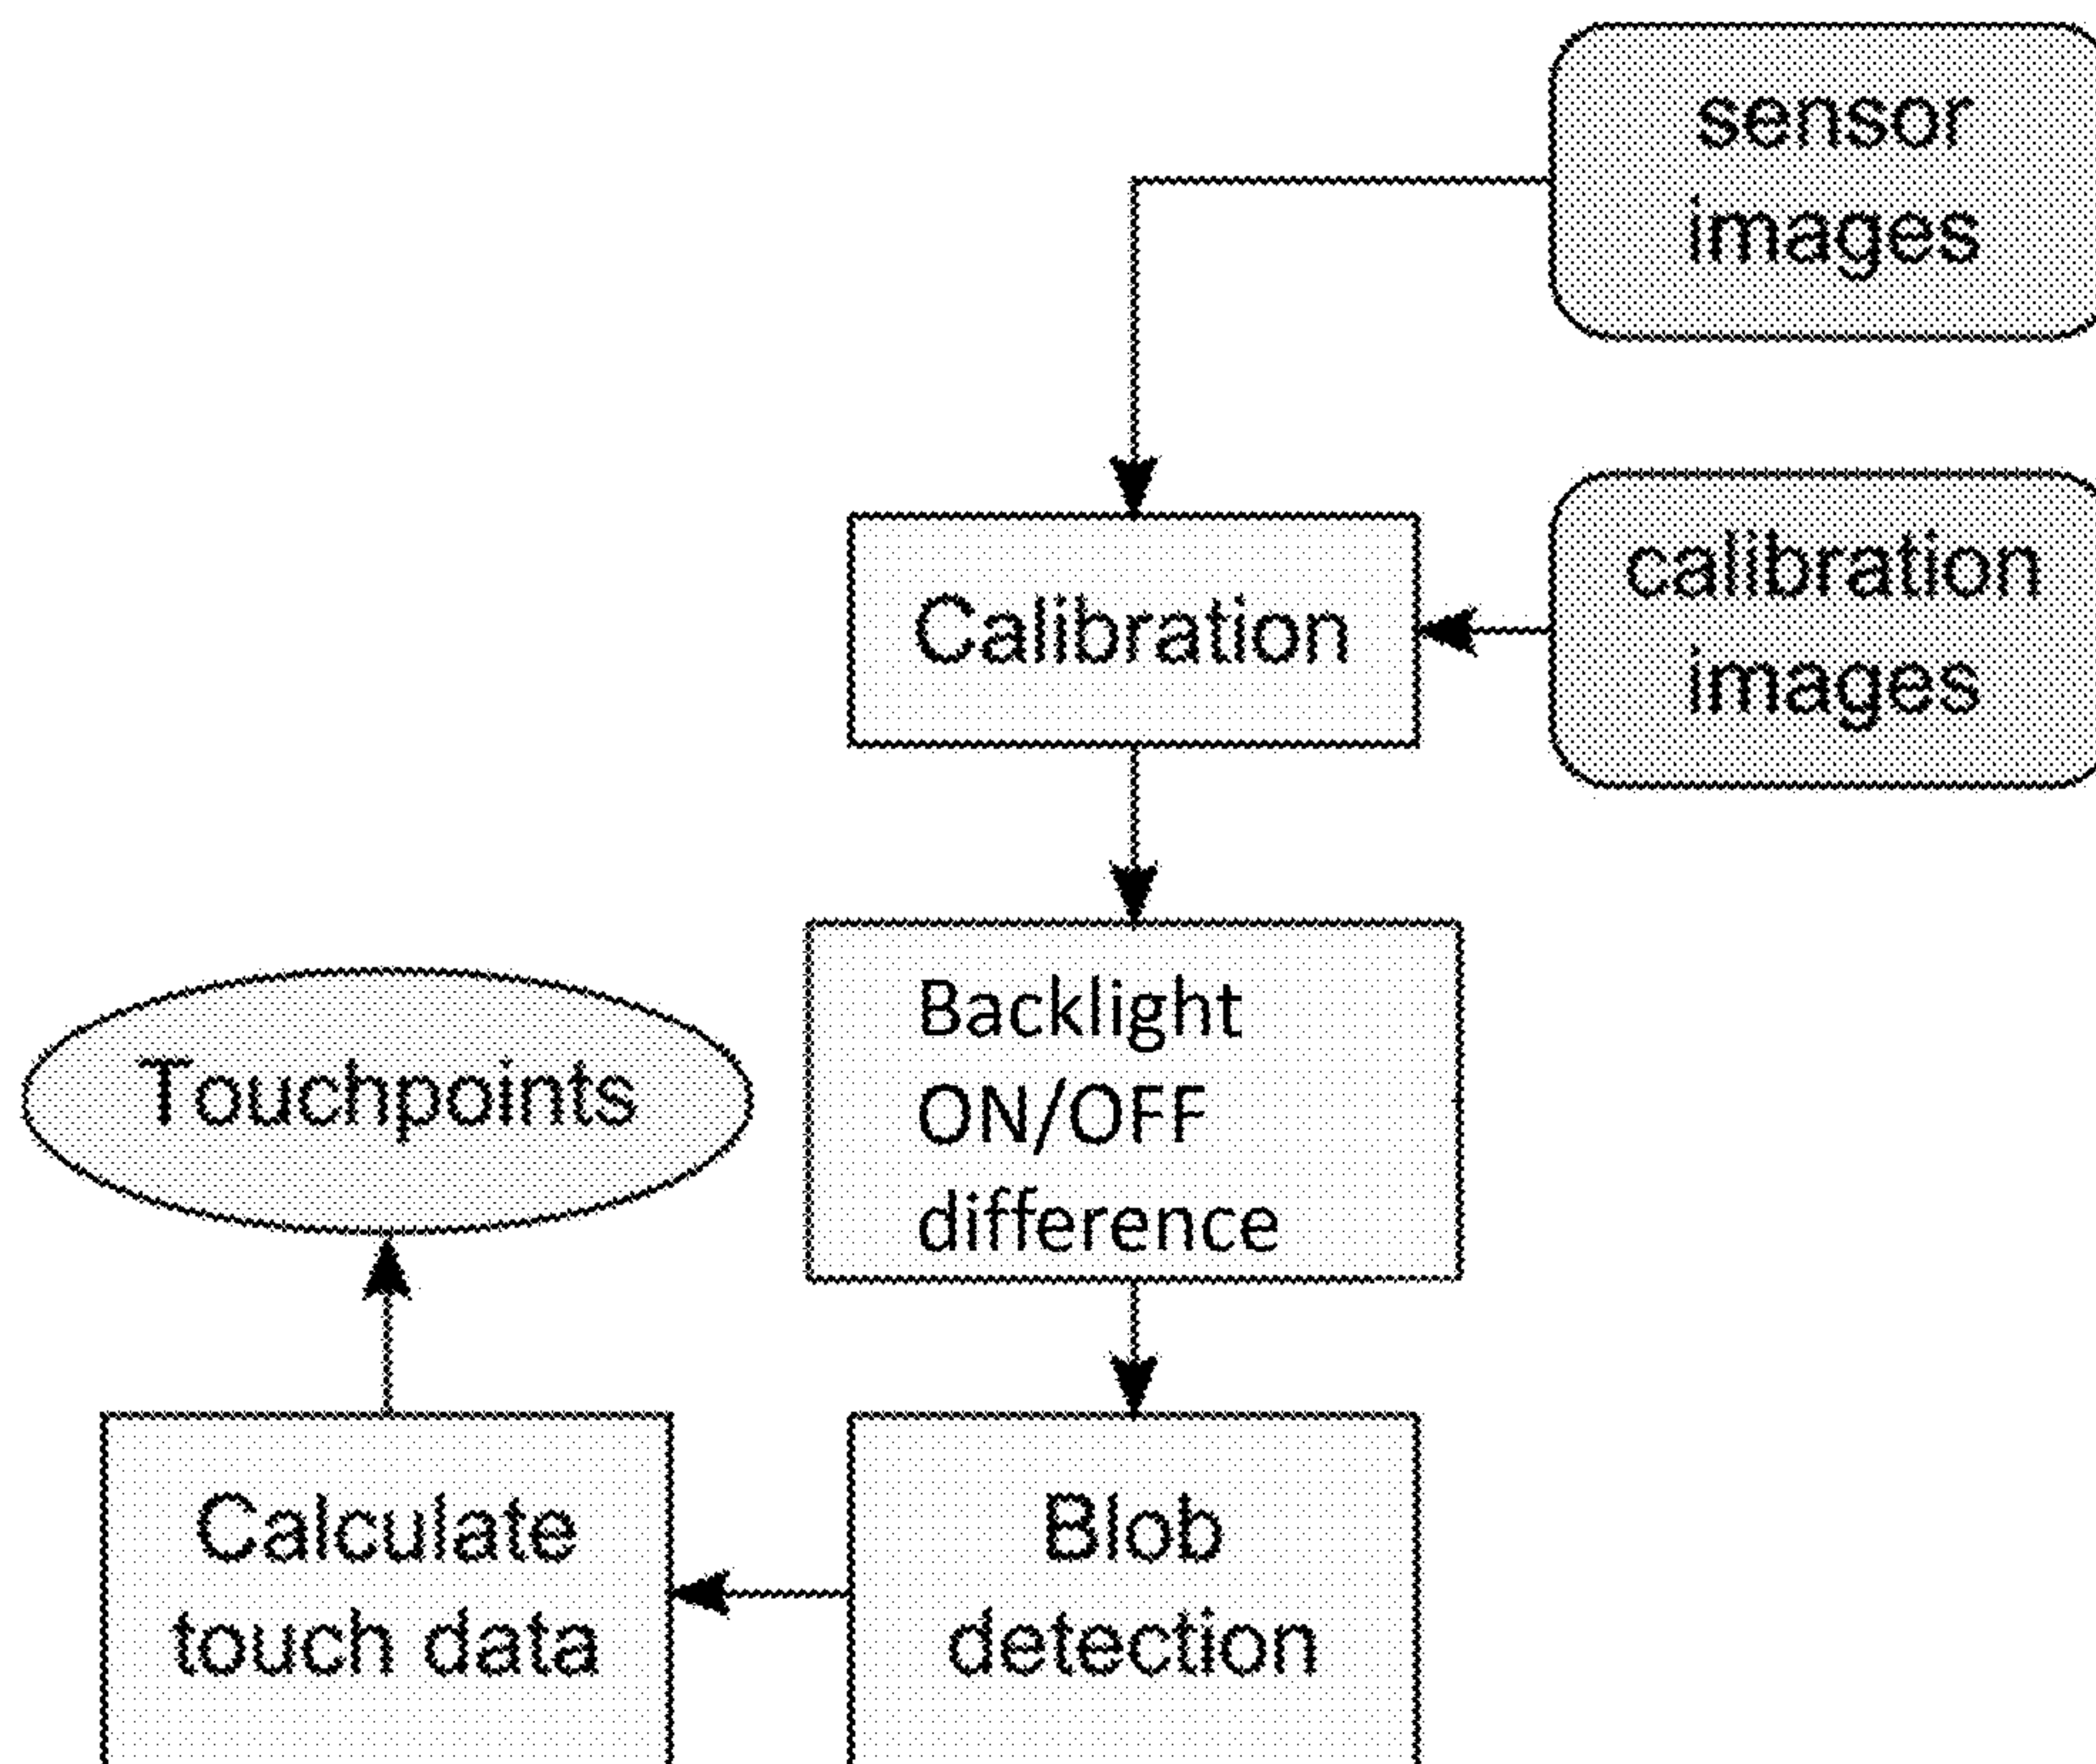 sensor
images
calibration
images
Calibration
Backlight
ON/OFF
difference
Touchpoints
Calculate
touch data
Blob
detection